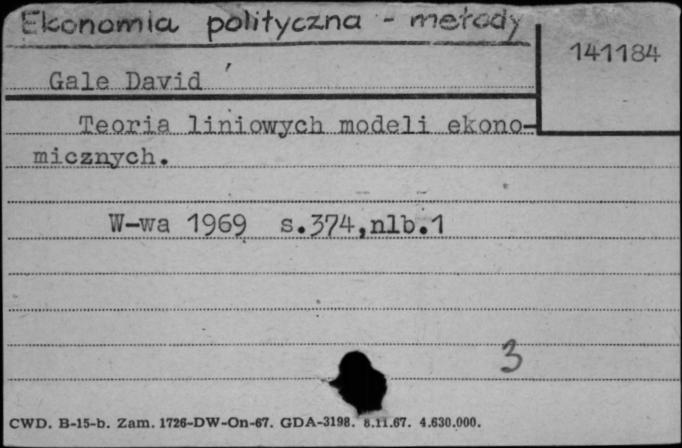 Ekonomia polityczna - metody
141184
Gale David
Teoria liniowych modeli ekono-
micznych.
W-wa 1969 s.374,nlb.1
3
CWD. B-15-b. Zam. 1726-DW-On-67. GDA-3198. 8.11.67. 4.630.000.